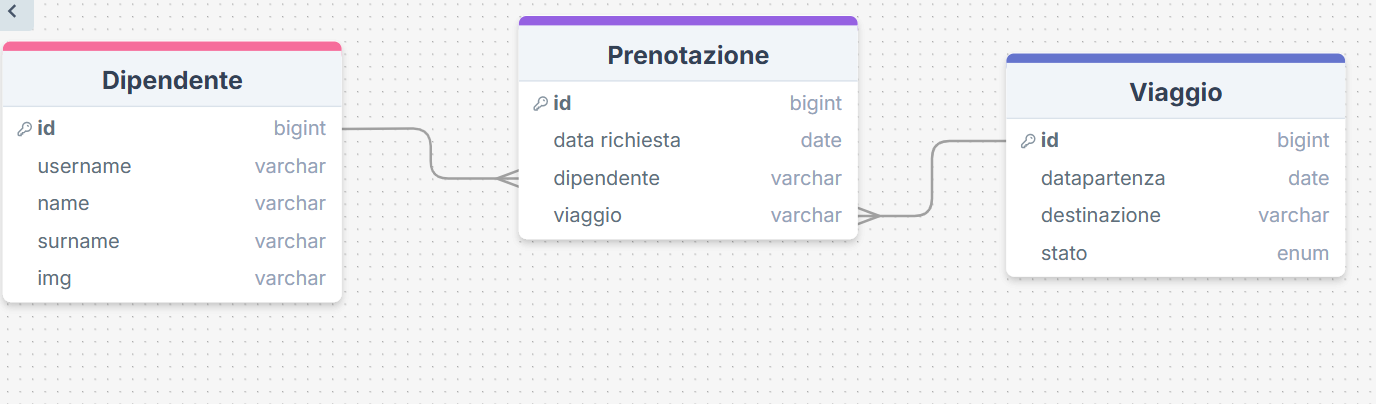 Dipendente
id bigint
username varchar
name varchar
surname varchar
img varchar
Prenotazione
id bigint
data richiesta date
dipendente varchar
viaggio varchar
Viaggio
id bigint
datapartenza date
destinazione varchar
stato enum